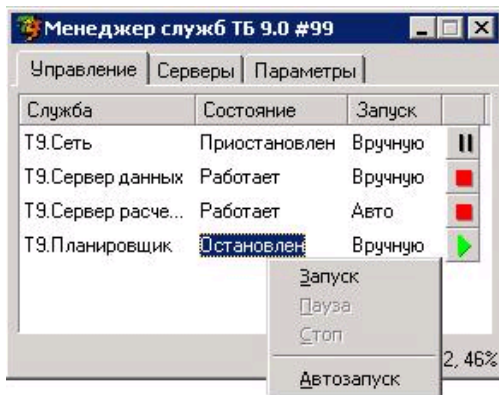 Менеджер служб ТБ 9.0 #99
Управление Серверы Параметры
Служба Состояние Запуск
Т9.Сеть Приостановлен Вручную
Т9.Сервер данных Работает Вручную
Т9.Сервер расче... Работает Авто
Т9.Планировщик Остановлен Вручную
Запуск
Пауза
Стоп
2, 46%
Автозапуск